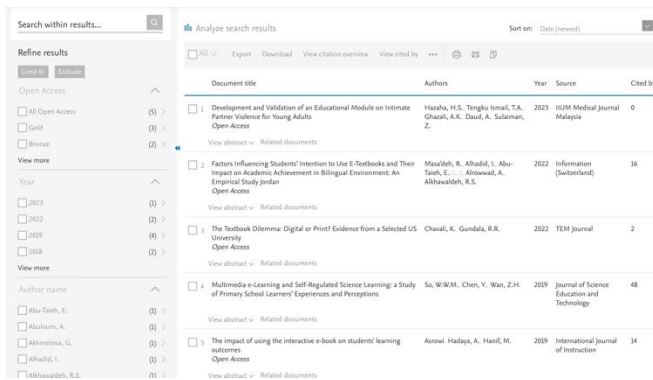 Search within results...
Analyze search results
Sort on: Date (newest)
Refine results
Limit to Exclude
Open Access
All Open Access (5)
Gold (3)
Bronze (2)
View more
Year
2023 (1)
2022 (2)
2019 (4)
2018 (2)
View more
Author name
Abu-Taieh, E. (1)
Abuloum, A. (1)
Akhmetova, G. (1)
Alhadid, I. (1)
Alkhawaldeh, R.S. (1)
All Export Download View citation overview View cited by ...
Document title Authors Year Source Cited by
1 Development and Validation of an Educational Module on Intimate Hazaha, H.S. Tengku Ismail, T.A. 2023 IIUM Medical Journal 0
Partner Violence for Young Adults Ghazali, A.K. Daud, A. Sulaiman, Malaysia
Open Access Z.
View abstract Related documents
2 Factors Influencing Students' Intention to Use E-Textbooks and Their Masa'deh, R. Alhadid, I. Abu- 2022 Information 16
Impact on Academic Achievement in Bilingual Environment: An Taieh, E. (...) Alrowwad, A. (Switzerland)
Empirical Study Jordan Alkhawaldeh, R.S.
Open Access
View abstract Related documents
3 The Textbook Dilemma: Digital or Print? Evidence from a Selected US Chavali, K. Gundala, R.R. 2022 TEM Journal 2
University
Open Access
View abstract Related documents
4 Multimedia e-Learning and Self-Regulated Science Learning: a Study So, W.W.M. Chen, Y. Wan, Z.H. 2019 Journal of Science 48
of Primary School Learners' Experiences and Perceptions Education and
Technology
View abstract Related documents
5 The impact of using the interactive e-book on students' learning Asrowi. Hadaya, A. Hanif, M. 2019 International Journal 14
outcomes of Instruction
Open Access
View abstract Related documents